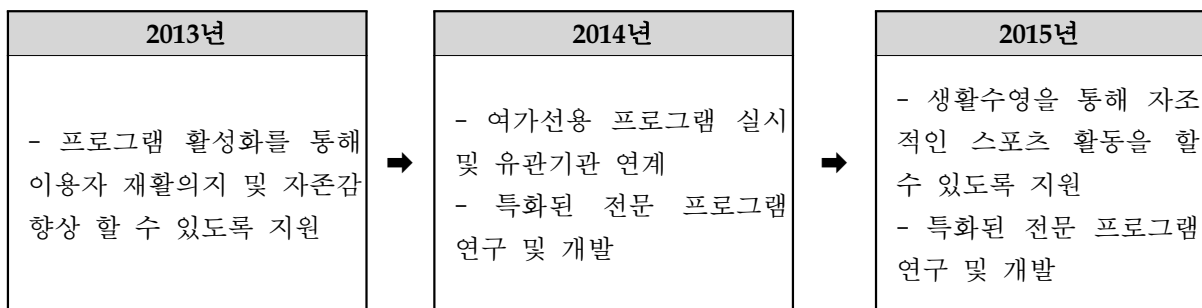 2013년
- 프로그램 활성화를 통해
이용자 재활의지 및 자존감
향상 할 수 있도록 지원
2014년
- 여가선용 프로그램 실시
및 유관기관 연계
- 특화된 전문 프로그램
연구 및 개발
2015년
- 생활수영을 통해 자조
적인 스포츠 활동을 할
수 있도록 지원
- 특화된 전문 프로그램
연구 및 개발